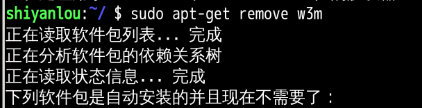 shiyanlou:~/ $ sudo apt-get remove w3m
正在读取软件包列表... 完成
正在分析软件包的依赖关系树
正在读取状态信息... 完成
下列软件包是自动安装的并且现在不需要了：